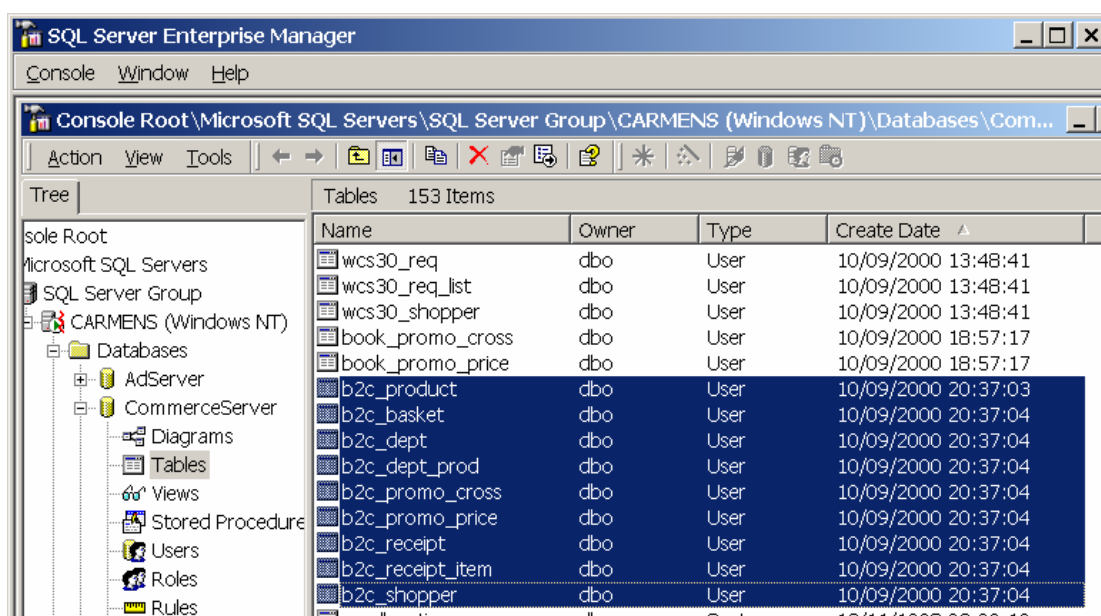 SQL Server Enterprise Manager
Console Window Help
Console Root\Microsoft SQL Servers\SQL Server Group\CARMENS (Windows NT)\Databases\Com...
Action View Tools
Tree
Tables 153 Items
Name Owner Type Create Date
sole Root
Microsoft SQL Servers
SQL Server Group
CARMENS (Windows NT)
Databases
AdServer
CommerceServer
Diagrams
Tables
Views
Stored Procedure
Users
Roles
Rules
wcs30_req dbo User 10/09/2000 13:48:41
wcs30_req_list dbo User 10/09/2000 13:48:41
wcs30_shopper dbo User 10/09/2000 13:48:41
book_promo_cross dbo User 10/09/2000 18:57:17
book_promo_price dbo User 10/09/2000 18:57:17
b2c_product dbo User 10/09/2000 20:37:03
b2c_basket dbo User 10/09/2000 20:37:04
b2c_dept dbo User 10/09/2000 20:37:04
b2c_dept_prod dbo User 10/09/2000 20:37:04
b2c_promo_cross dbo User 10/09/2000 20:37:04
b2c_promo_price dbo User 10/09/2000 20:37:04
b2c_receipt dbo User 10/09/2000 20:37:04
b2c_receipt_item dbo User 10/09/2000 20:37:04
b2c_shopper dbo User 10/09/2000 20:37:04